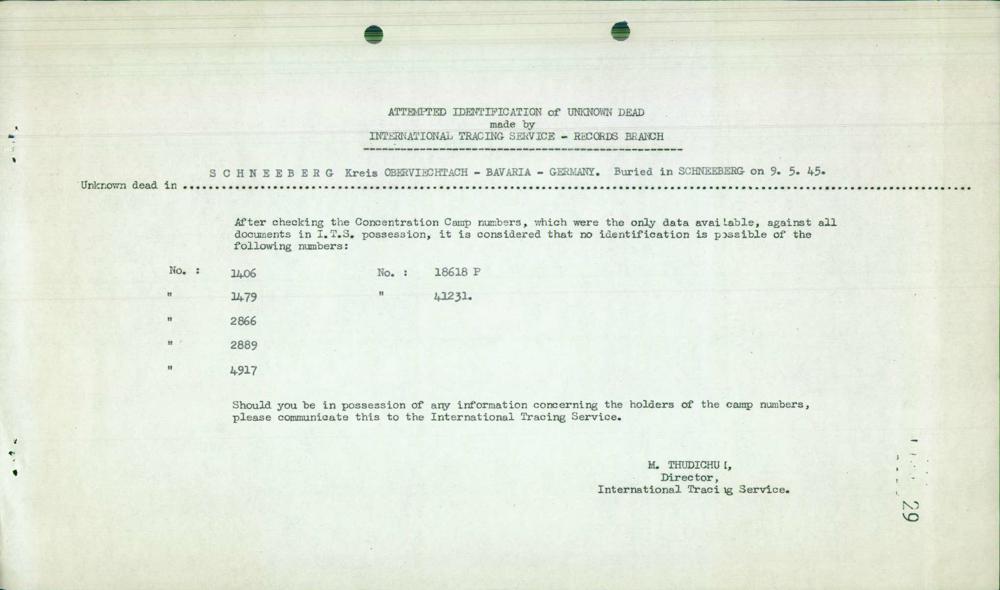 ATTEMPTED IDENTIFICATION of UNKNOWN DEAD
made by
INTERNATIONAL TRACING SERVICE - RECORDS BRANCH
Unknown dead in S C H N E E B E R G Kreis OBERVIECHTACH - BAVARIA - GERMANY. Buried in SCHNEEBERG on 9. 5. 45.
After checking the Concentration Camp numbers, which were the only data available, against all
documents in I.T.S. possession, it is considered that no identification is possible of the
following numbers:
No. : 1406 No. : 18618 P
" 1479 " 41231.
" 2866
" 2889
" 4917
Should you be in possession of any information concerning the holders of the camp numbers,
please communicate this to the International Tracing Service.
M. THUDICHUM,
Director,
International Tracing Service.
29